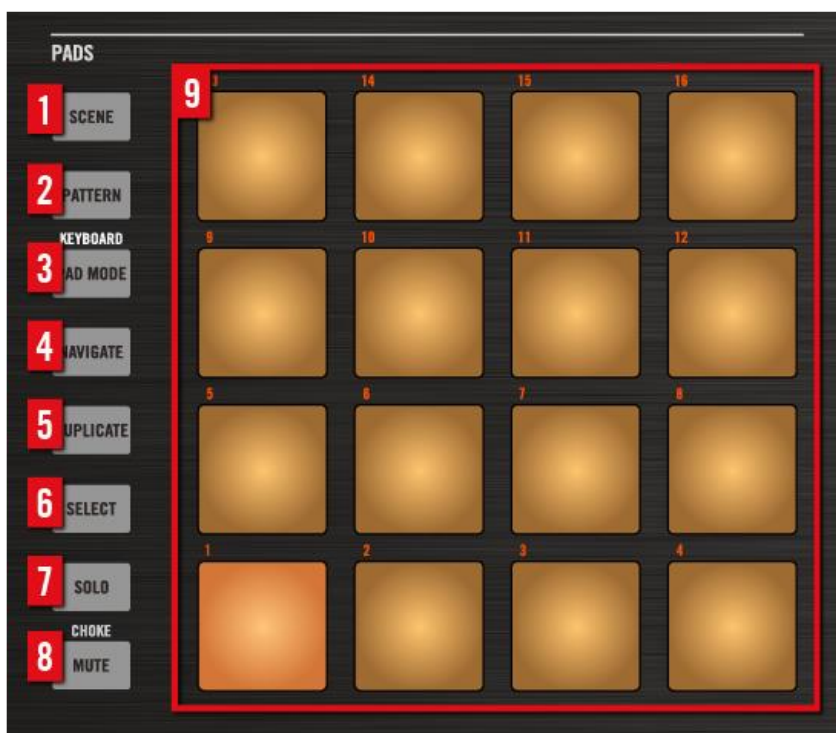 PADS
1 SCENE
2 PATTERN
KEYBOARD
3 AD MODE
4 AVIGATE
5 UPLICATE
6 SELECT
7 SOLO
CHOKE
8 MUTE
9 3 14 15 16
9 10 11 12
5 6 7 8
1 2 3 4